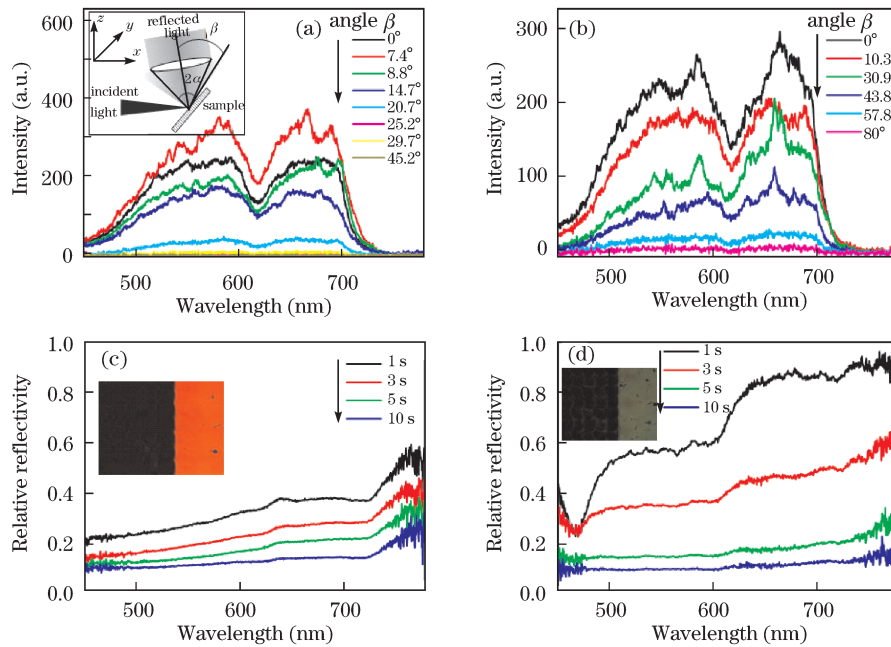 600
400
200
0
Intensity (a.u.)
500
600
700
Wavelength (nm)
(a)
z
y
x
reflected
light
β
2α
incident
light
sample
angle β
0°
7.4°
8.8°
14.7°
20.7°
25.2°
29.7°
45.2°
300
200
100
0
Intensity (a.u.)
500
600
700
Wavelength (nm)
(b)
angle β
0°
10.3
30.9
43.8
57.8
80°
1.0
0.8
0.6
0.4
0.2
0.0
Relative reflectivity
500
600
700
Wavelength (nm)
(c)
1 s
3 s
5 s
10 s
1.0
0.8
0.6
0.4
0.2
0.0
Relative reflectivity
500
600
700
Wavelength (nm)
(d)
1 s
3 s
5 s
10 s